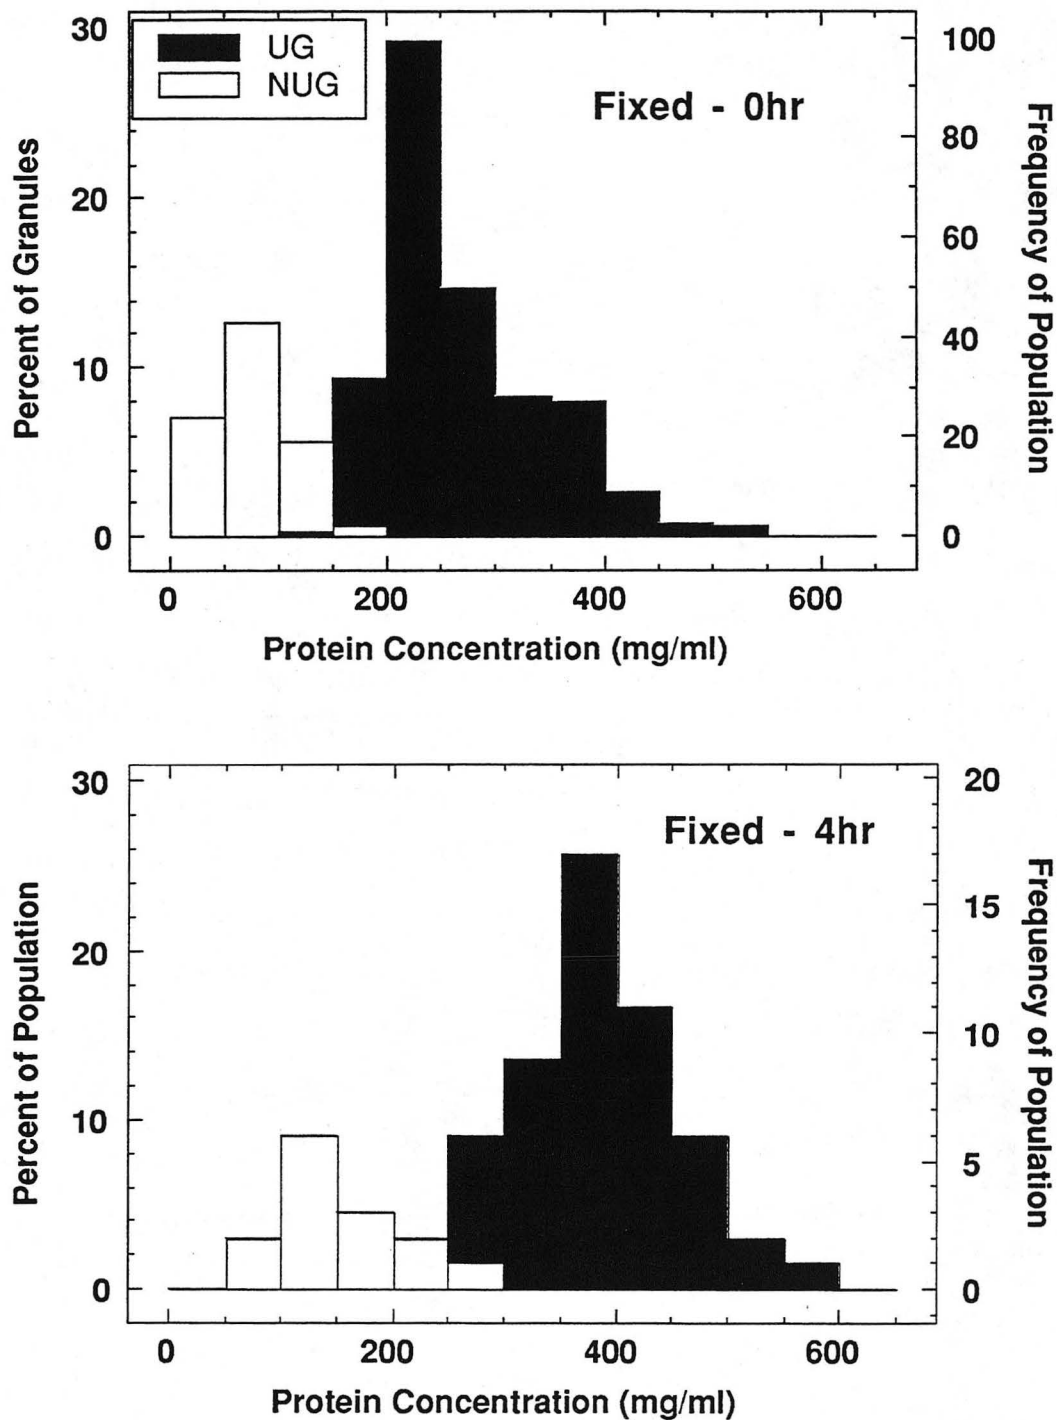 30
20
10
0
Percent of Granules
UG
NUG
Fixed - 0hr
100
80
60
40
20
0
Frequency of Population
0 200 400 600
Protein Concentration (mg/ml)
30
20
10
0
Percent of Population
Fixed - 4hr
20
15
10
5
0
Frequency of Population
0 200 400 600
Protein Concentration (mg/ml)